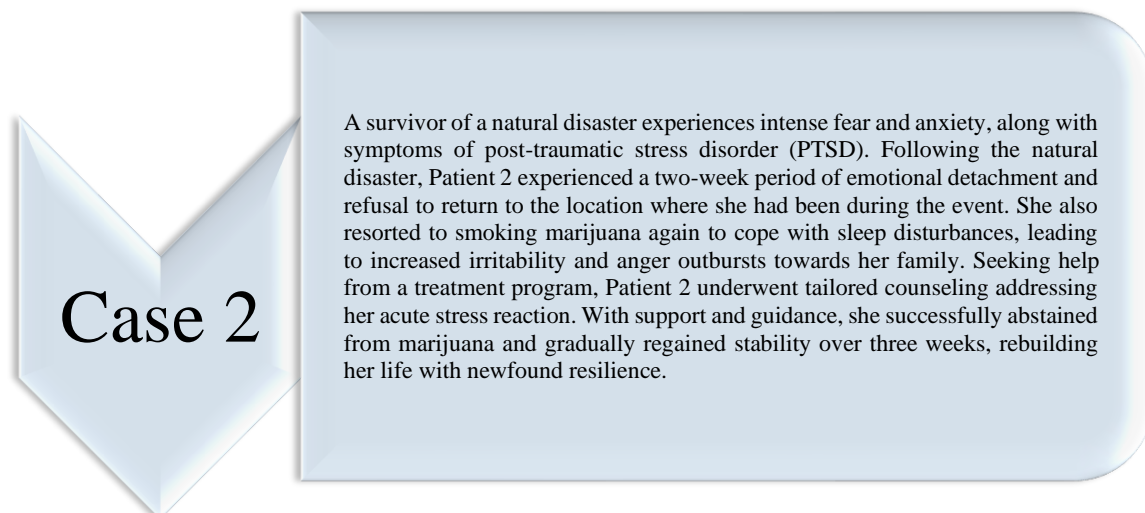 Case 2
A survivor of a natural disaster experiences intense fear and anxiety, along with
symptoms of post-traumatic stress disorder (PTSD). Following the natural
disaster, Patient 2 experienced a two-week period of emotional detachment and
refusal to return to the location where she had been during the event. She also
resorted to smoking marijuana again to cope with sleep disturbances, leading
to increased irritability and anger outbursts towards her family. Seeking help
from a treatment program, Patient 2 underwent tailored counseling addressing
her acute stress reaction. With support and guidance, she successfully abstained
from marijuana and gradually regained stability over three weeks, rebuilding
her life with newfound resilience.